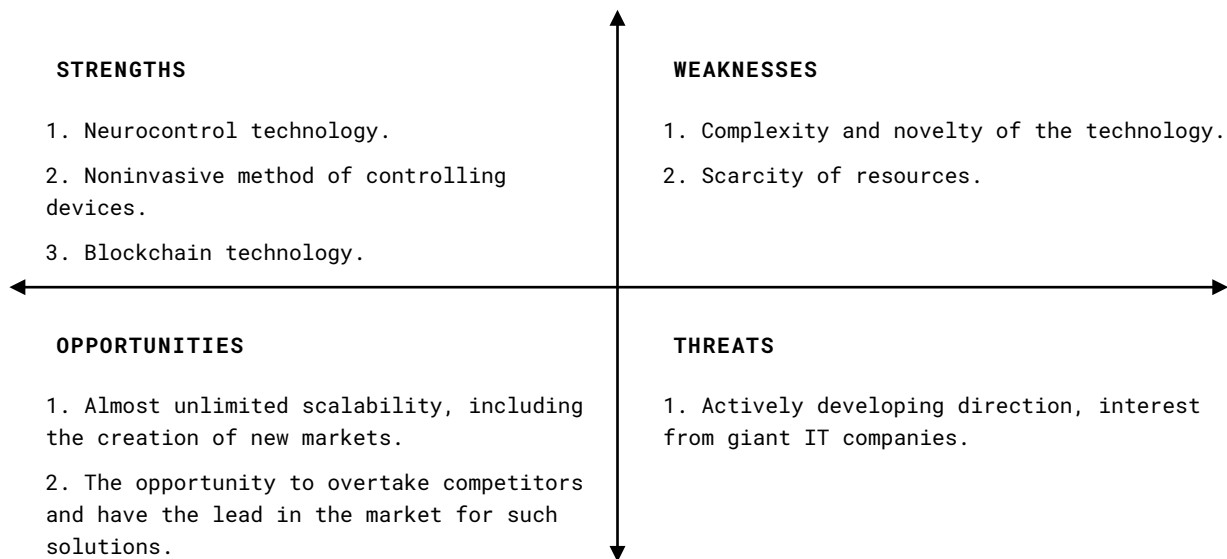 STRENGTHS
1. Neurocontrol technology.
2. Noninvasive method of controlling
devices.
3. Blockchain technology.
WEAKNESSES
1. Complexity and novelty of the technology.
2. Scarcity of resources.
OPPORTUNITIES
1. Almost unlimited scalability, including
the creation of new markets.
2. The opportunity to overtake competitors
and have the lead in the market for such
solutions.
THREATS
1. Actively developing direction, interest
from giant IT companies.